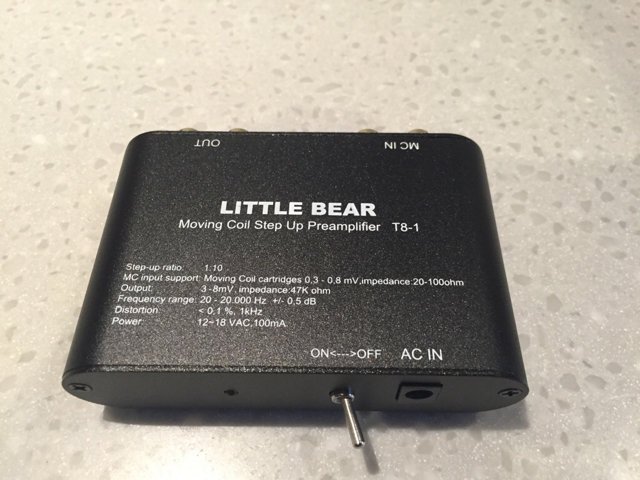 OUT
MC IN
LITTLE BEAR
Moving Coil Step Up Preamplifier T8-1
Step-up ratio: 1:10
MC input support: Moving Coil cartridges 0,3 - 0,8 mV,impedance:20-100ohm
Output: 3 -8mV, impedance:47K ohm
Frequency range: 20 - 20.000 Hz +/- 0,5 dB
Distortion: < 0.1 %, 1kHz
Power 12~18 VAC,100mA
ON<--->OFF AC IN